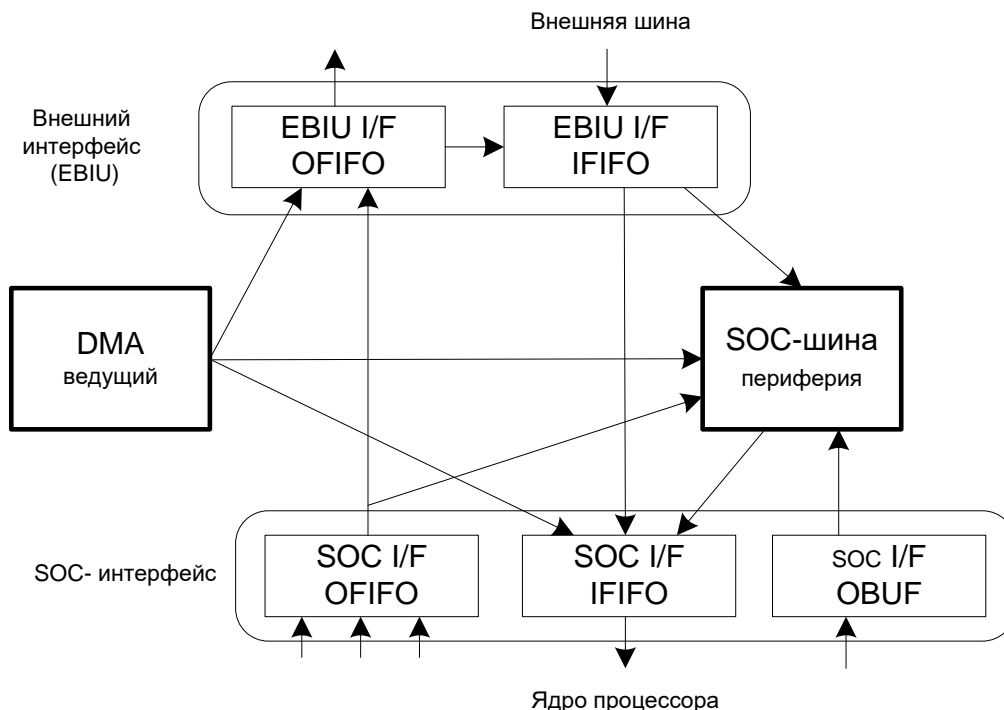 Внешняя шина
Внешний
интерфейс
(EBIU)
EBIU I/F
OFIFO
EBIU I/F
IFIFO
DMA
ведущий
SOC-шина
периферия
SOC- интерфейс
SOC I/F
OFIFO
SOC I/F
IFIFO
SOC I/F
OBUF
Ядро процессора